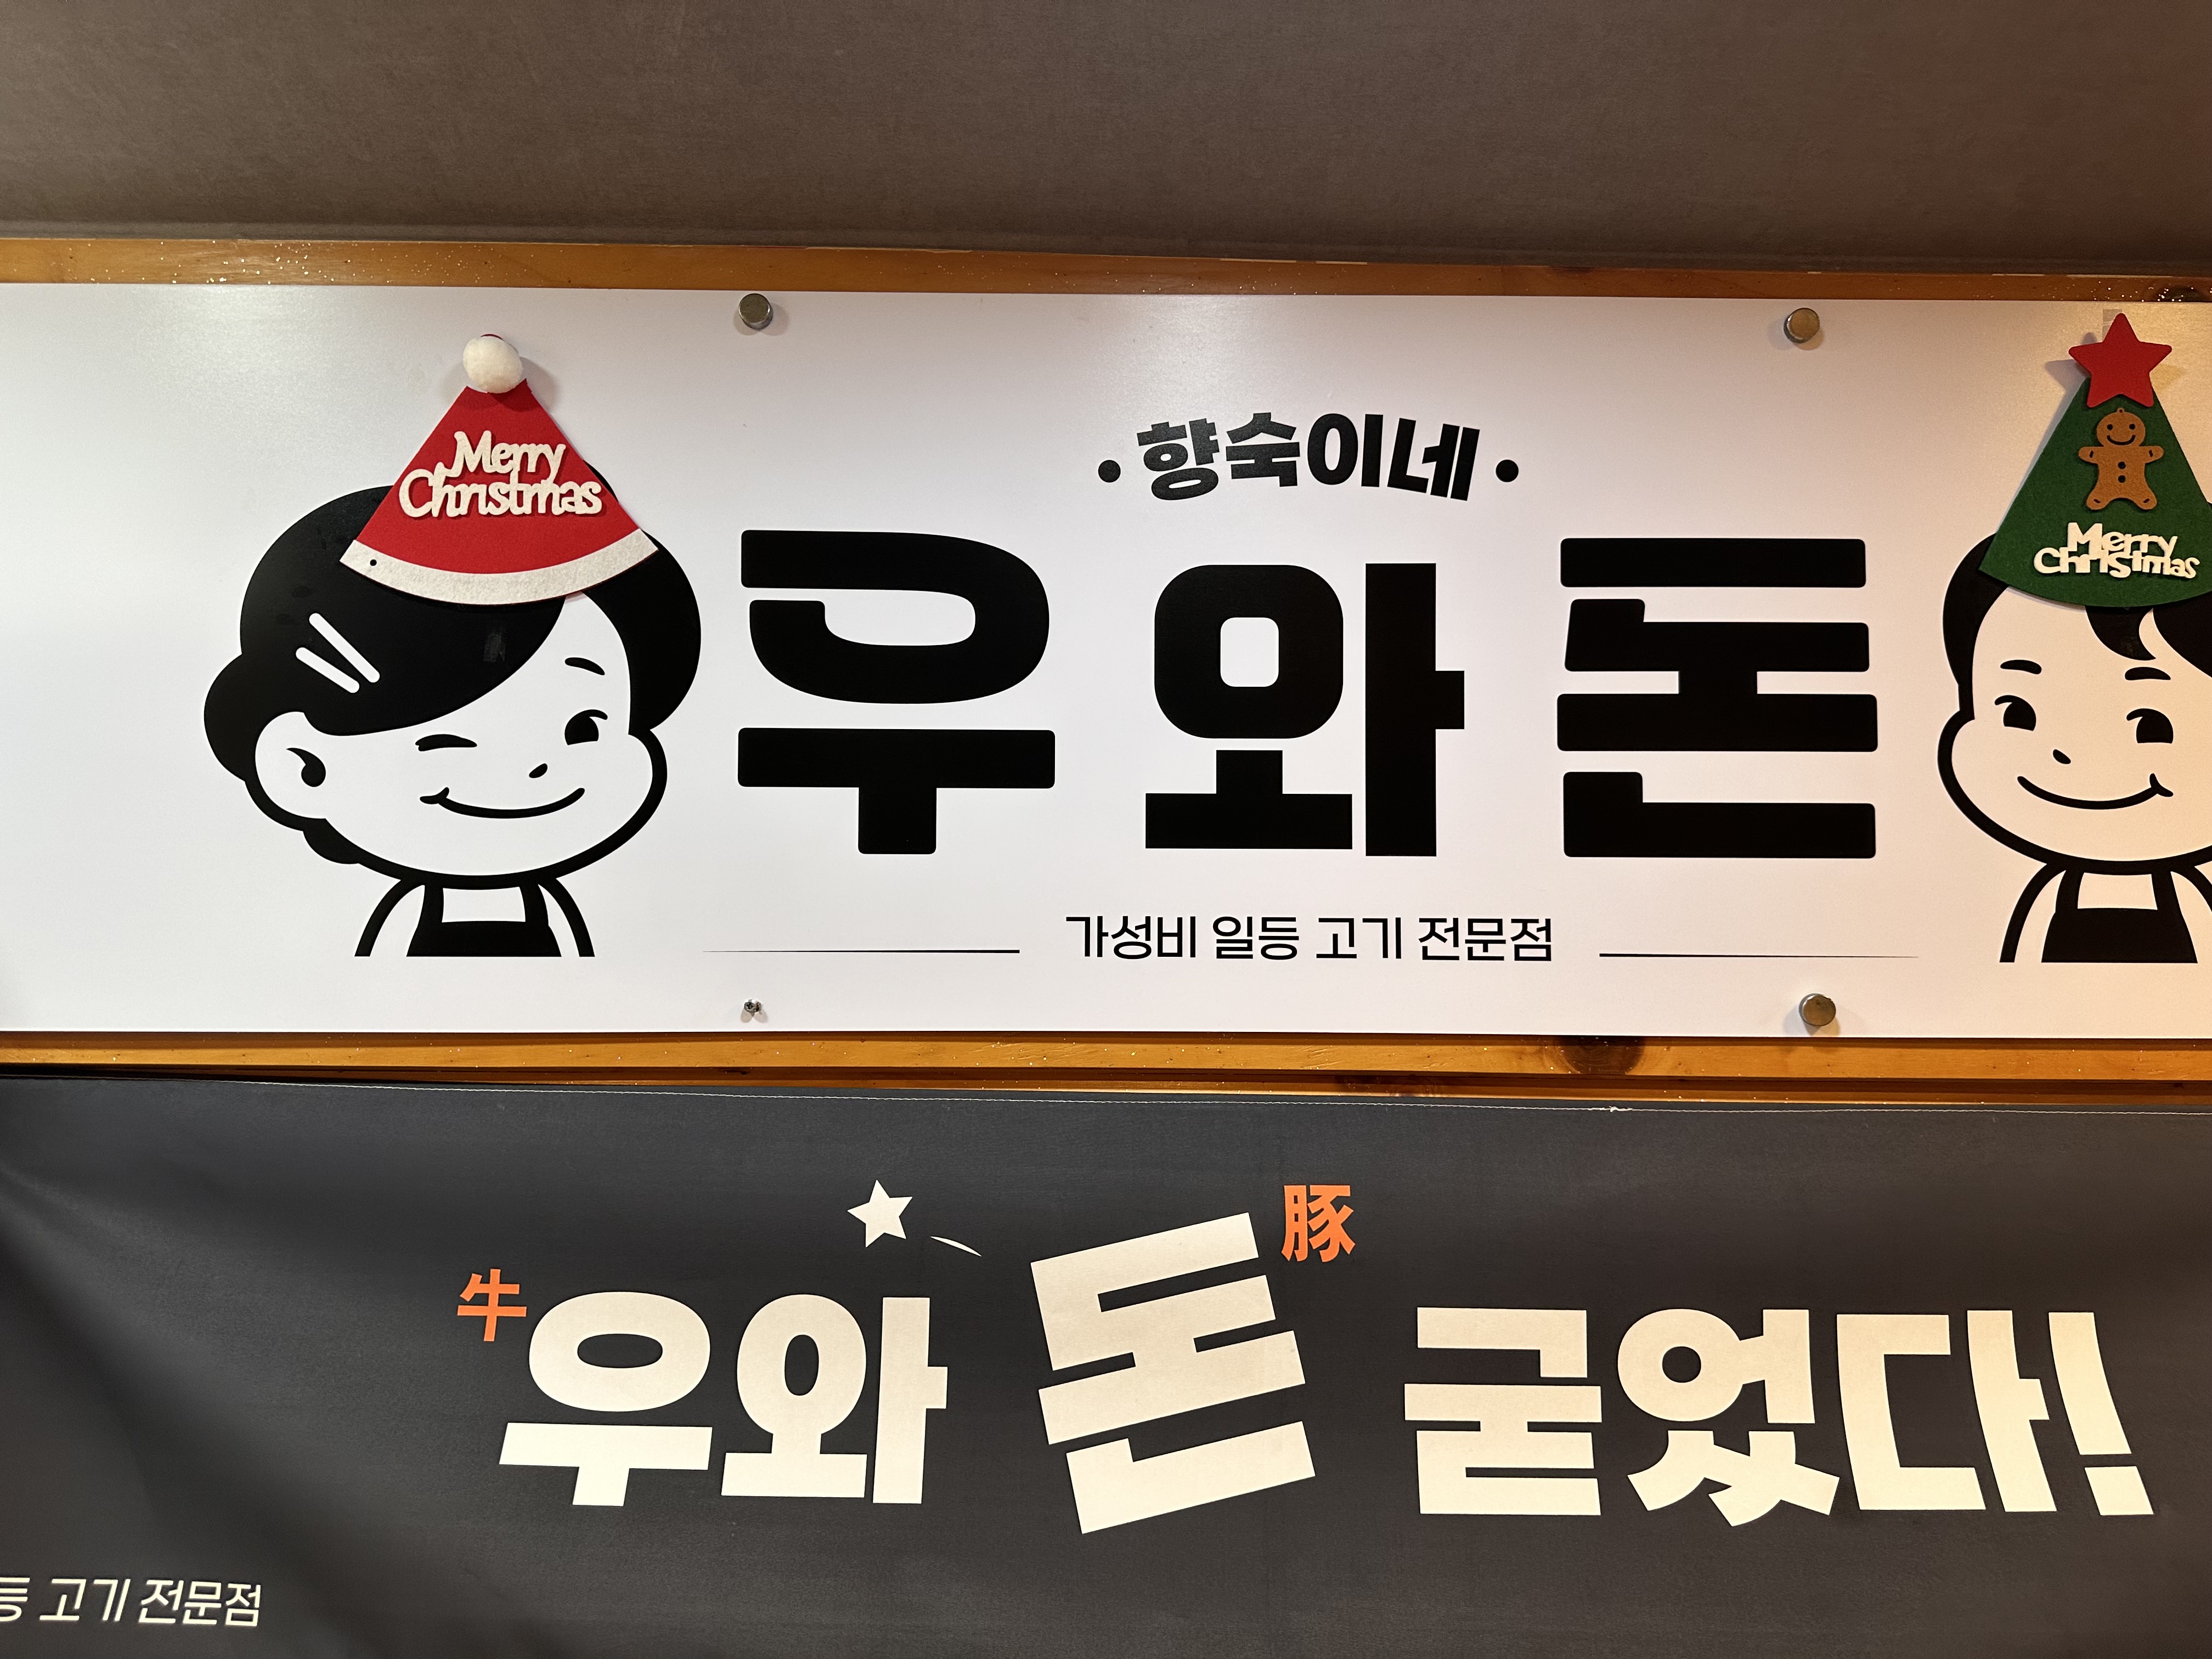 Merry
Christmas
• 향숙이네 •
우와돈
가성비 일등 고기 전문점
Merry
Christmas
牛 豚
우와 돈 굳었다!
등 고기 전문점